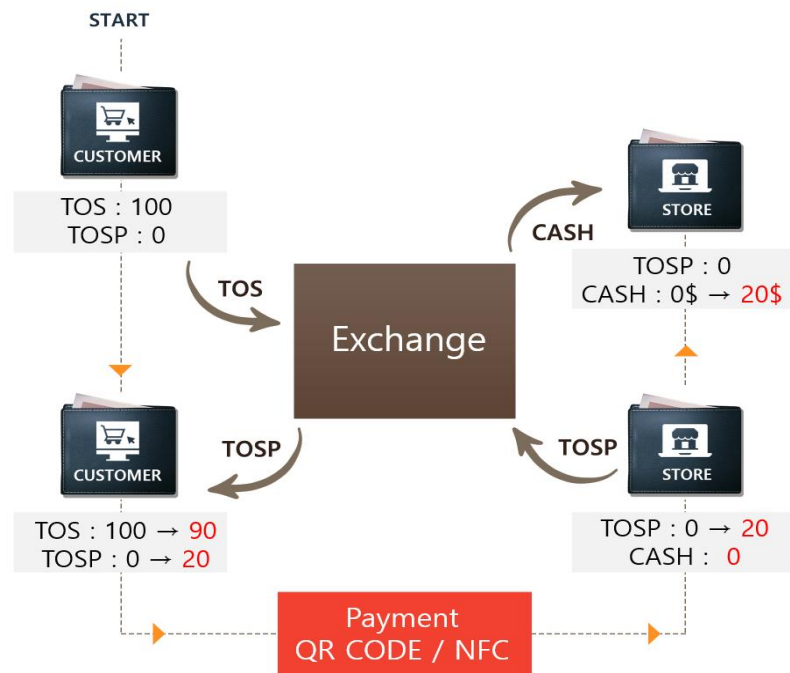 START
CUSTOMER
TOS : 100
TOSP : 0
TOS
Exchange
CASH
STORE
TOSP : 0
CASH : 0$ → 20$
TOSP
CUSTOMER
TOS : 100 → 90
TOSP : 0 → 20
TOSP
STORE
TOSP : 0 → 20
CASH : 0
Payment
QR CODE / NFC